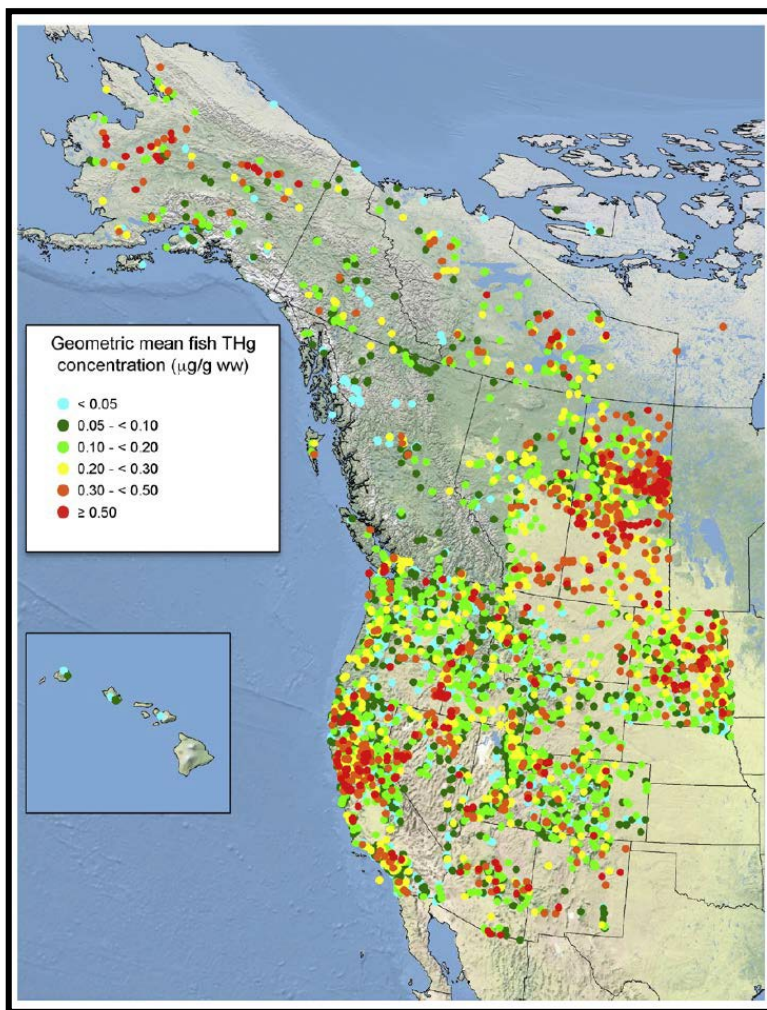 Geometric mean fish THg
concentration (µg/g ww)
< 0.05
0.05 - < 0.10
0.10 - < 0.20
0.20 - < 0.30
0.30 - < 0.50
≥ 0.50